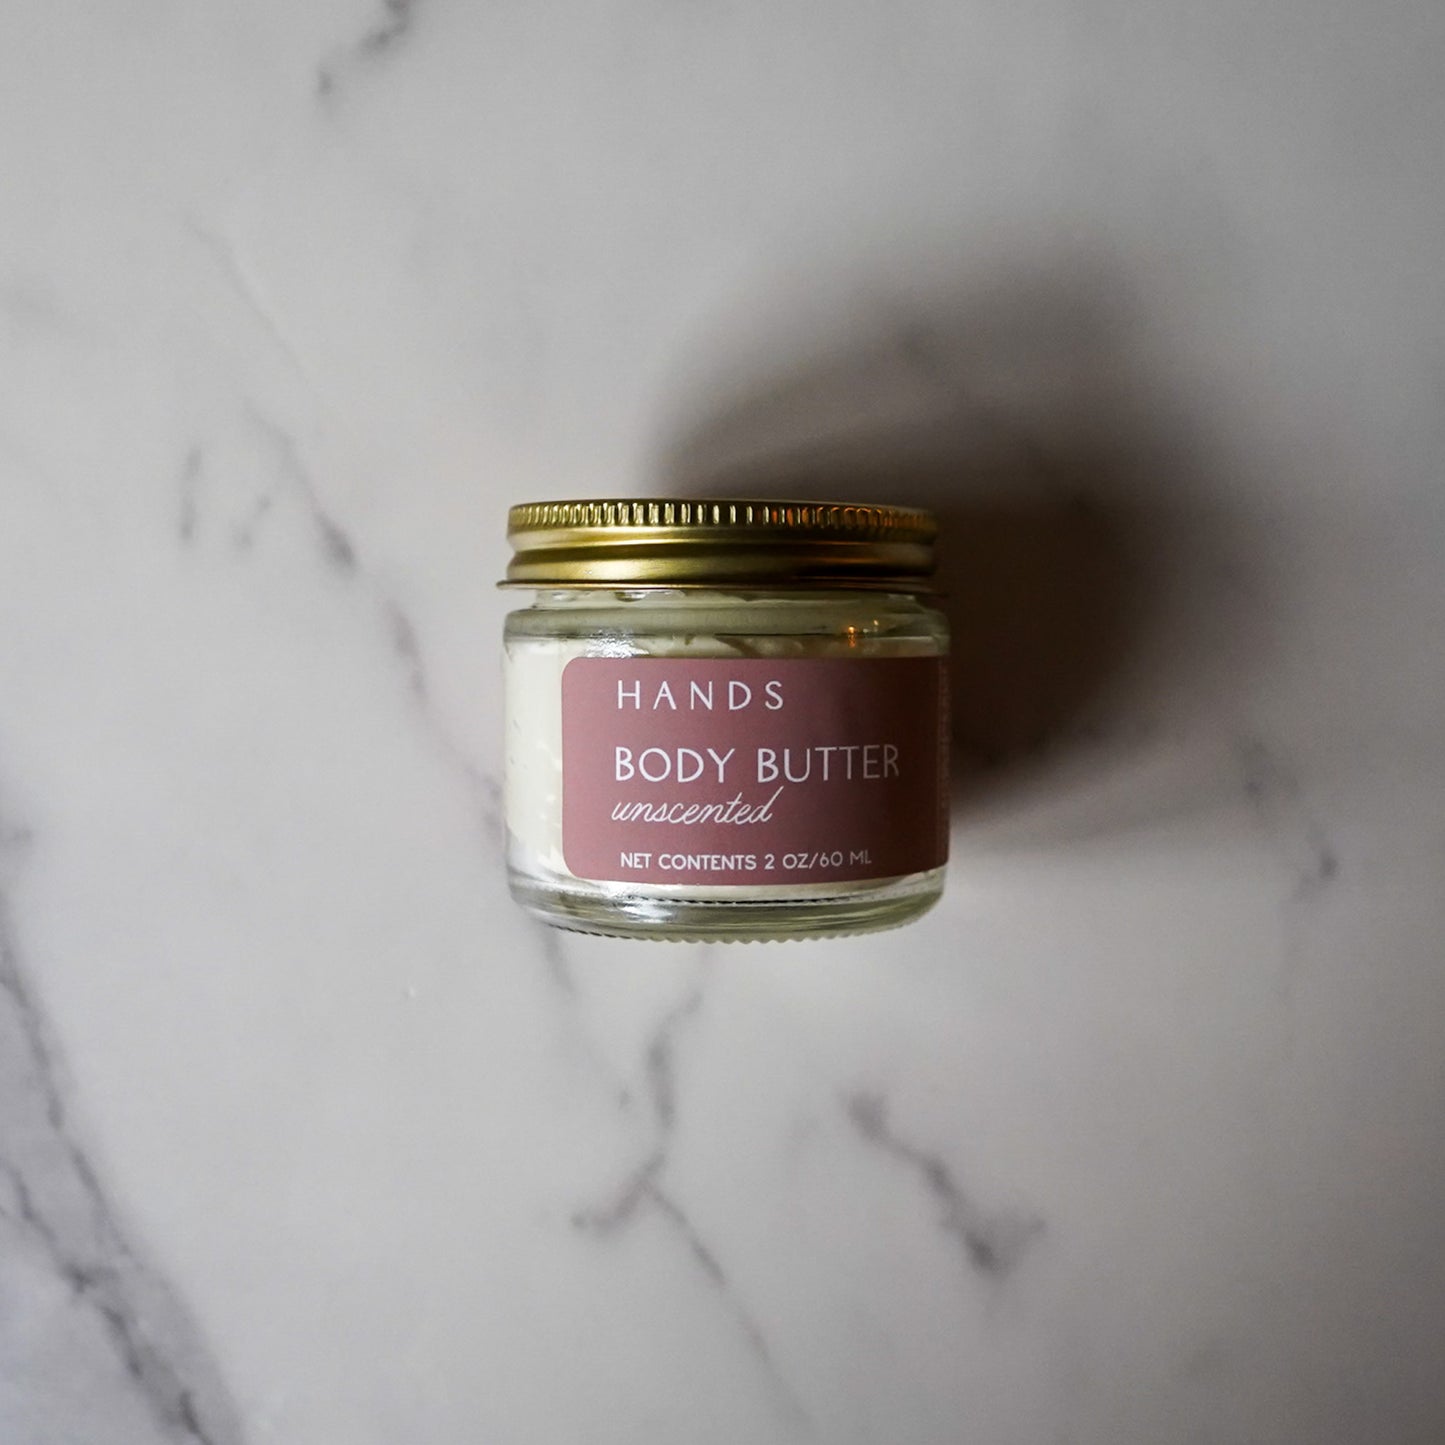 HANDS
BODY BUTTER
unscented
NET CONTENTS 2 OZ/60 ML